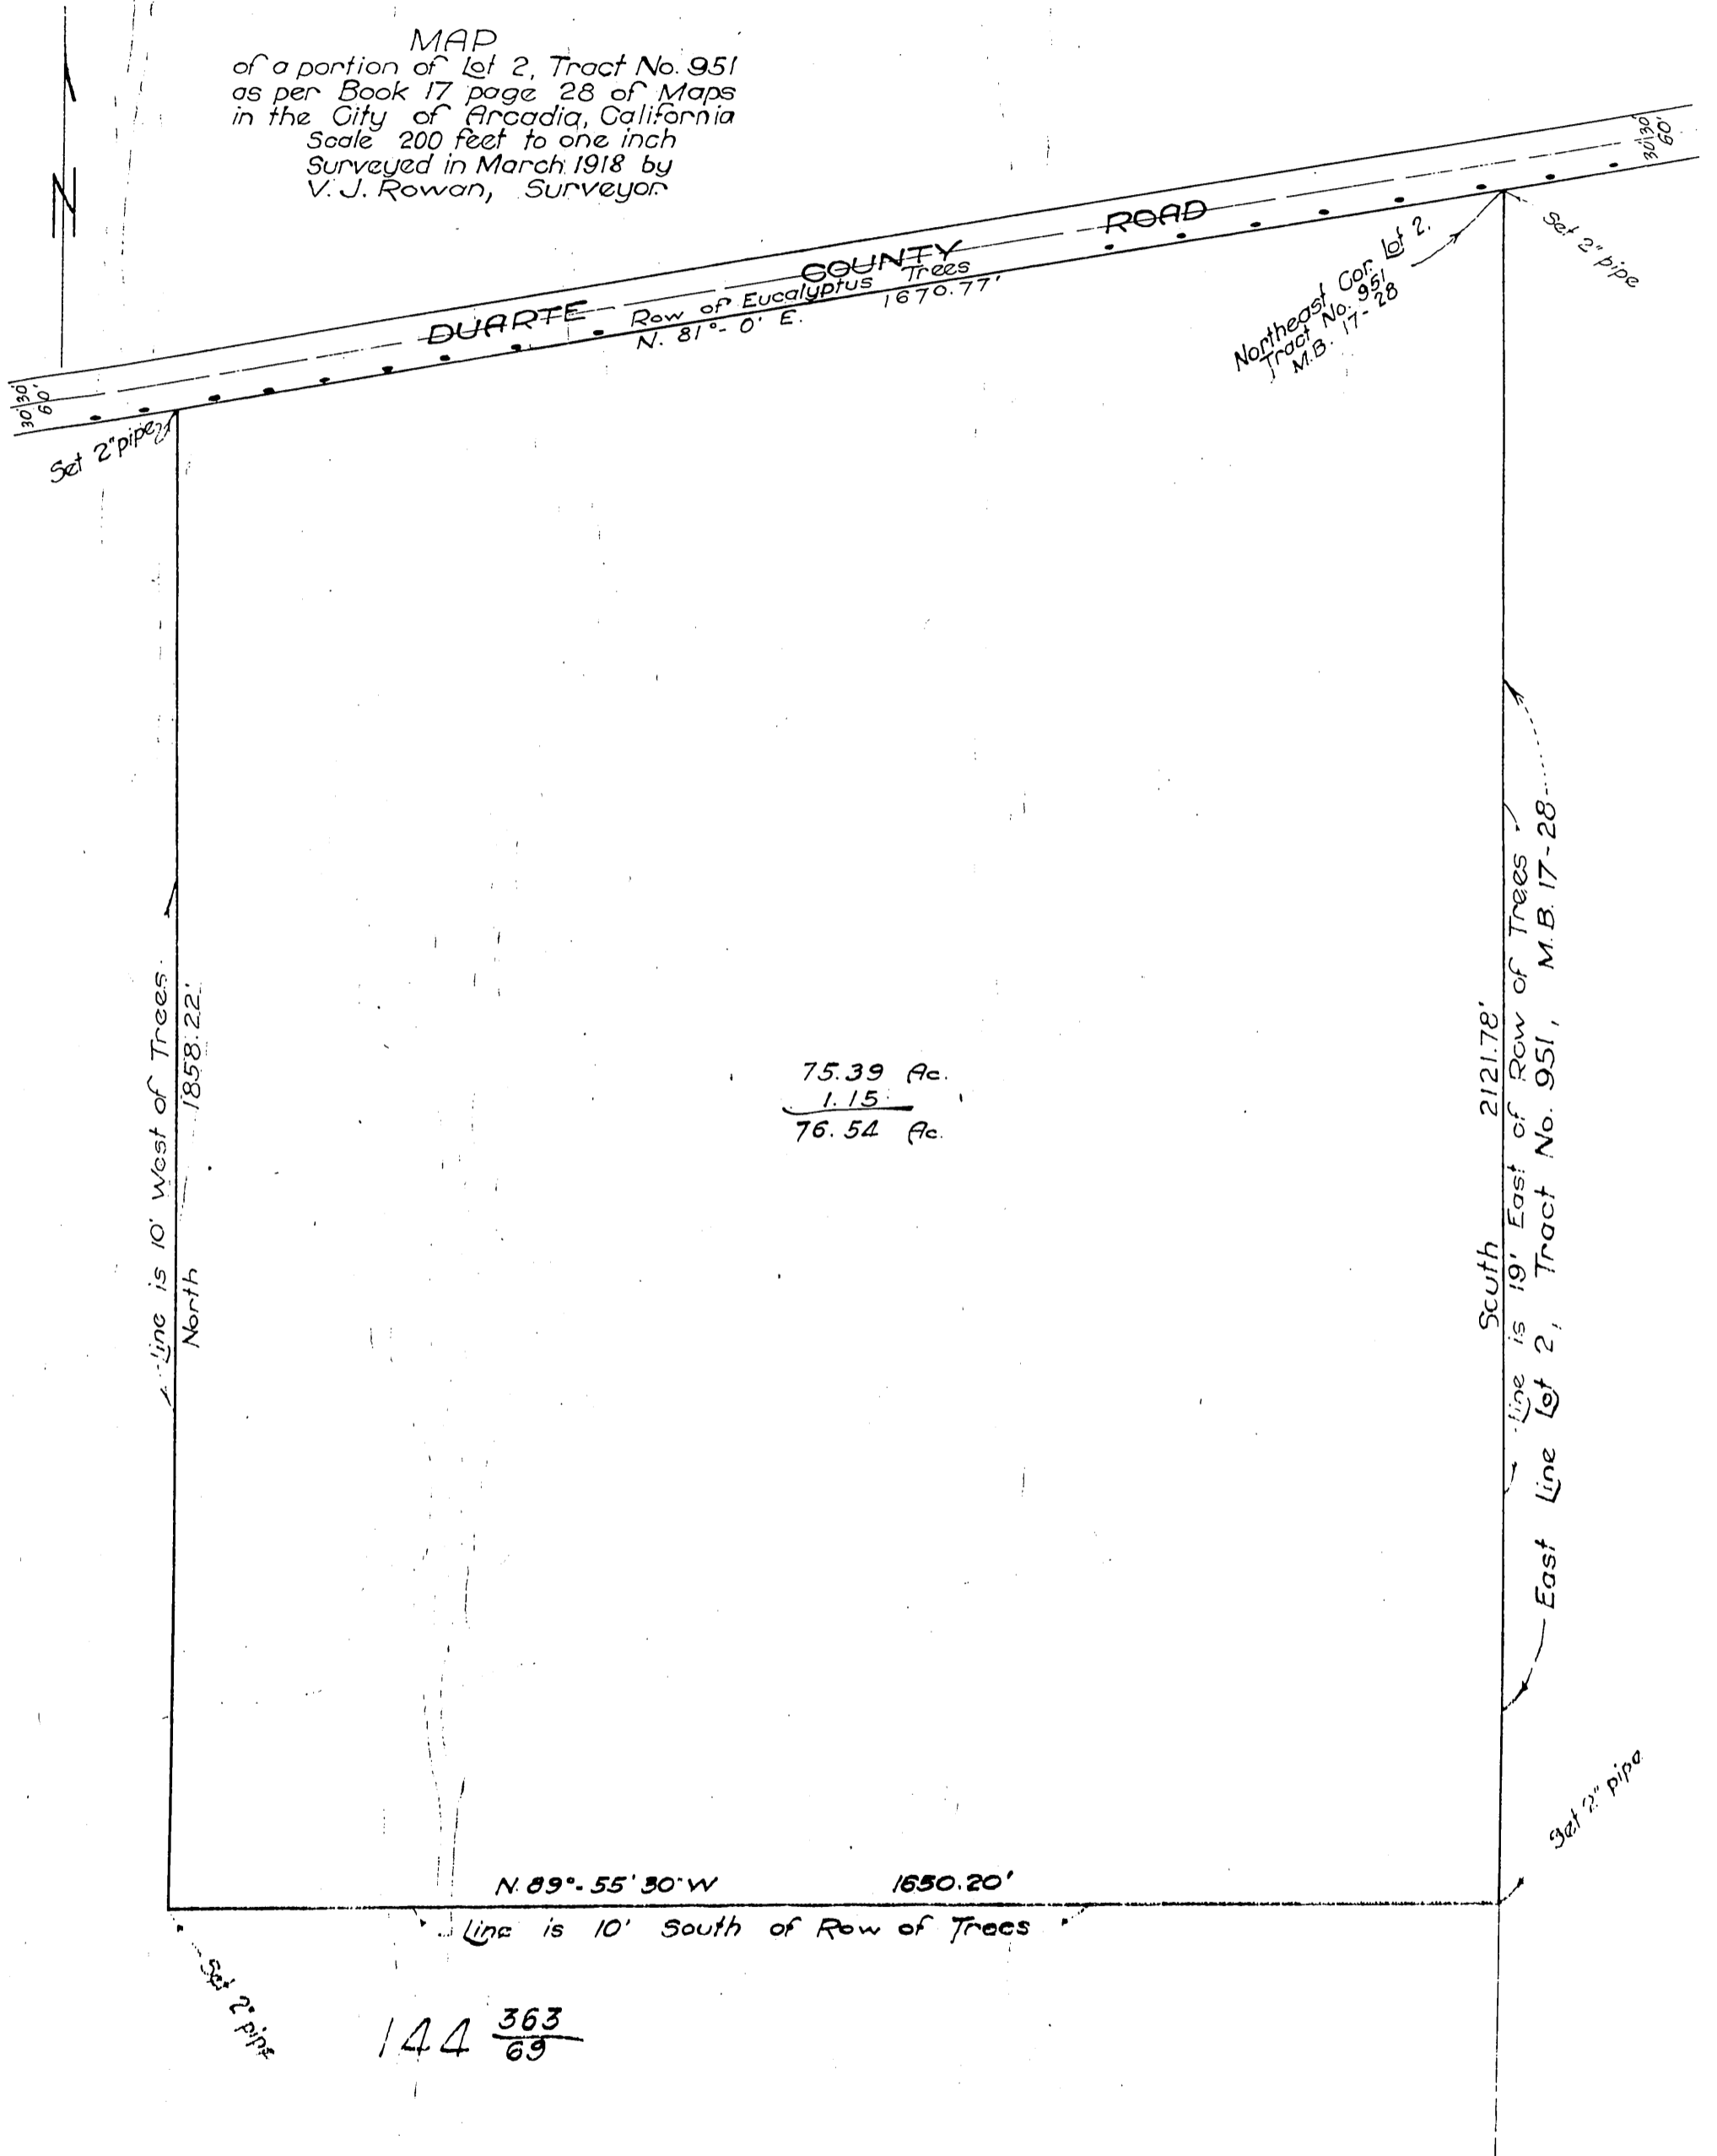 MAP
of a portion of Lot 2, Tract No. 951
as per Book 17 page 28 of Maps
in the City of Arcadia, California
Scale 200 feet to one inch
Surveyed in March 1918 by
V. J. Rowan, Surveyor
N
DUARTE COUNTY ROAD
Row of Eucalyptus Trees
N. 81°- 0' E. 1670.77'
30' 30'
60'
30' 30'
60'
Set 2" pipe
Set 2" pipe
Northeast Cor. Lot 2.
Tract No. 951
M.B. 17-28
Line is 10' West of Trees.
North 1858.22'
75.39 Ac.
1.15
76.54 Ac.
South 2121.78'
Line is 19' East of Row of Trees
East Line Lot 2, Tract No. 951, M.B. 17-28
Set 2" pipe
N. 89°- 55' 30" W 1650.20'
Line is 10' South of Row of Trees
Set 2" pipe
144 363
69